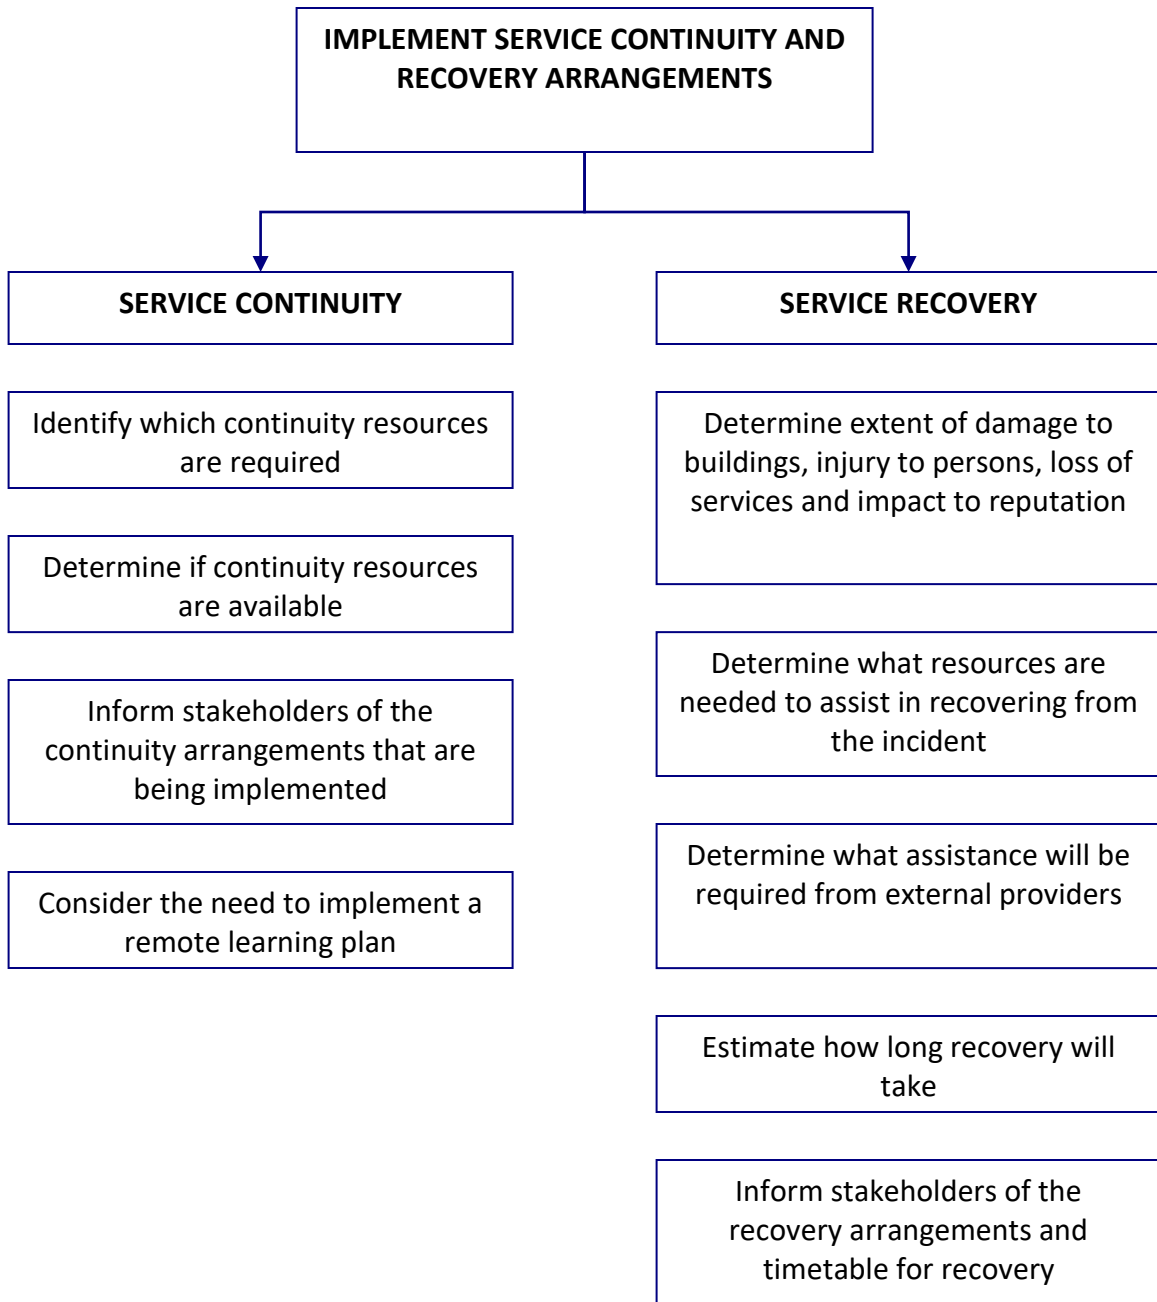 IMPLEMENT SERVICE CONTINUITY AND
RECOVERY ARRANGEMENTS
SERVICE CONTINUITY
Identify which continuity resources
are required
Determine if continuity resources
are available
Inform stakeholders of the
continuity arrangements that are
being implemented
Consider the need to implement a
remote learning plan
SERVICE RECOVERY
Determine extent of damage to
buildings, injury to persons, loss of
services and impact to reputation
Determine what resources are
needed to assist in recovering from
the incident
Determine what assistance will be
required from external providers
Estimate how long recovery will
take
Inform stakeholders of the
recovery arrangements and
timetable for recovery